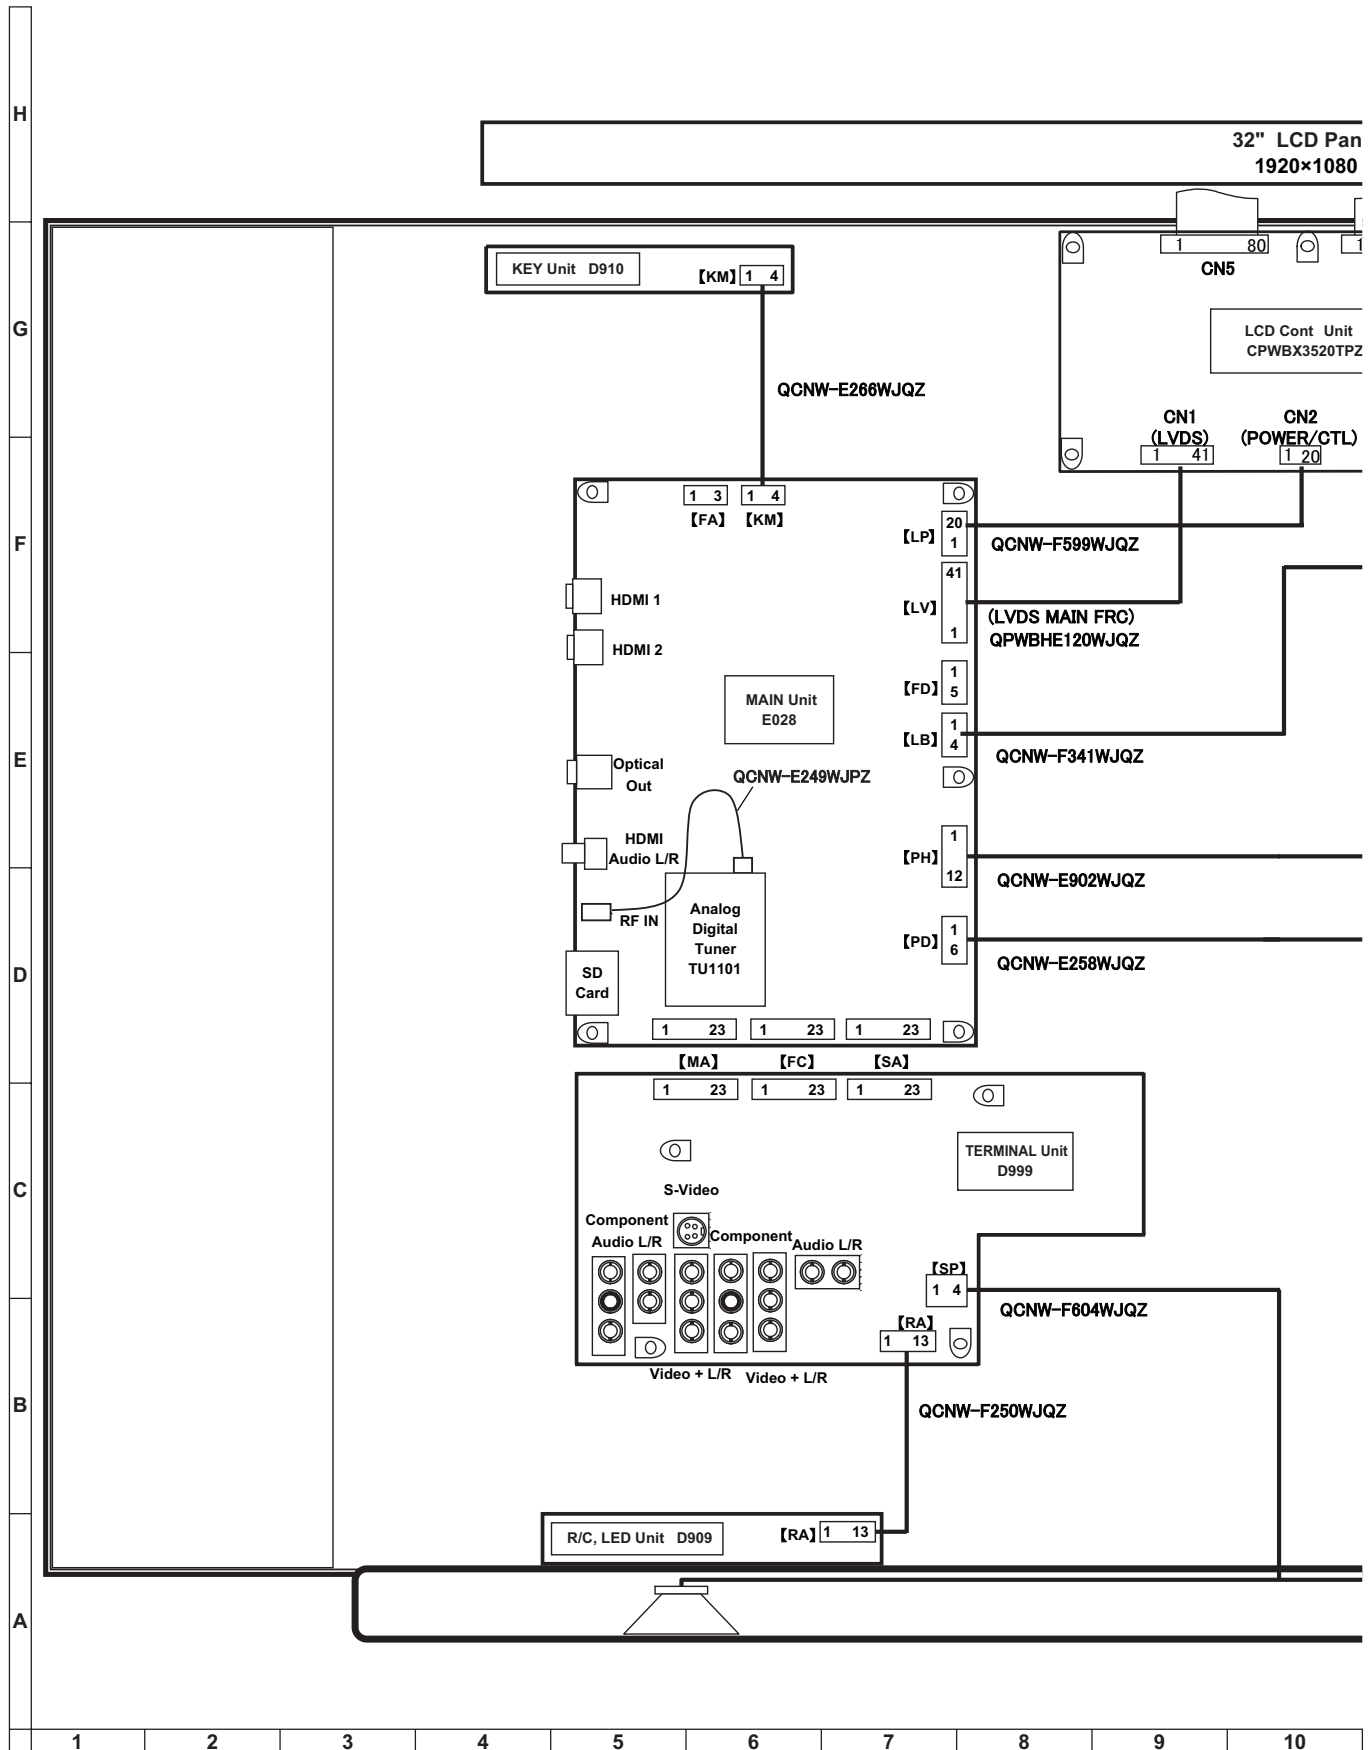 H
32" LCD Pan
1920×1080
KEY Unit D910
【KM】 1 4
1 80
1
CN5
G
LCD Cont Unit
CPWBX3520TPZ
QCNW-E266WJQZ
CN1
(LVDS)
1 41
CN2
(POWER/CTL)
1 20
1 3
【FA】
1 4
【KM】
F
【LP】
20
1
QCNW-F599WJQZ
41
【LV】
1
(LVDS MAIN FRC)
QPWBHE120WJQZ
HDMI 1
HDMI 2
【FD】
1
5
MAIN Unit
E028
【LB】
1
4
QCNW-F341WJQZ
E
Optical
Out
QCNW-E249WJPZ
HDMI
Audio L/R
1
【PH】
12
QCNW-E902WJQZ
RF IN
Analog
Digital
Tuner
TU1101
【PD】
1
6
QCNW-E258WJQZ
D
SD
Card
1 23
1 23
1 23
【MA】
【FC】
【SA】
1 23
1 23
1 23
TERMINAL Unit
D999
C
S-Video
Component
Audio L/R
Component
Audio L/R
【SP】
1 4
QCNW-F604WJQZ
【RA】
1 13
Video + L/R
Video + L/R
B
QCNW-F250WJQZ
R/C, LED Unit D909
【RA】 1 13
A
1 2 3 4 5 6 7 8 9 10